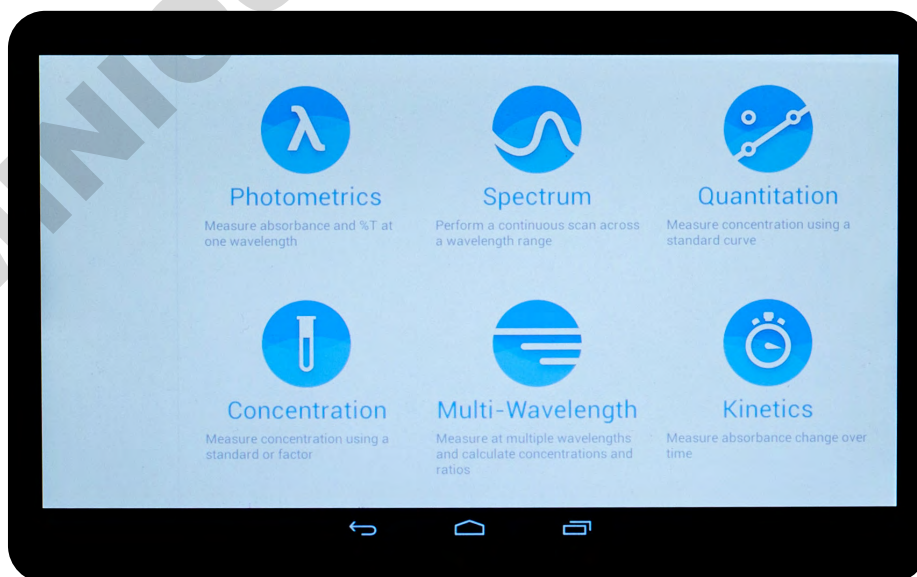 λ
Photometrics
Measure absorbance and %T at
one wavelength
Spectrum
Perform a continuous scan across
a wavelength range
Quantitation
Measure concentration using a
standard curve
Concentration
Measure concentration using a
standard or factor
Multi-Wavelength
Measure at multiple wavelengths
and calculate concentrations and
ratios
Kinetics
Measure absorbance change over
time